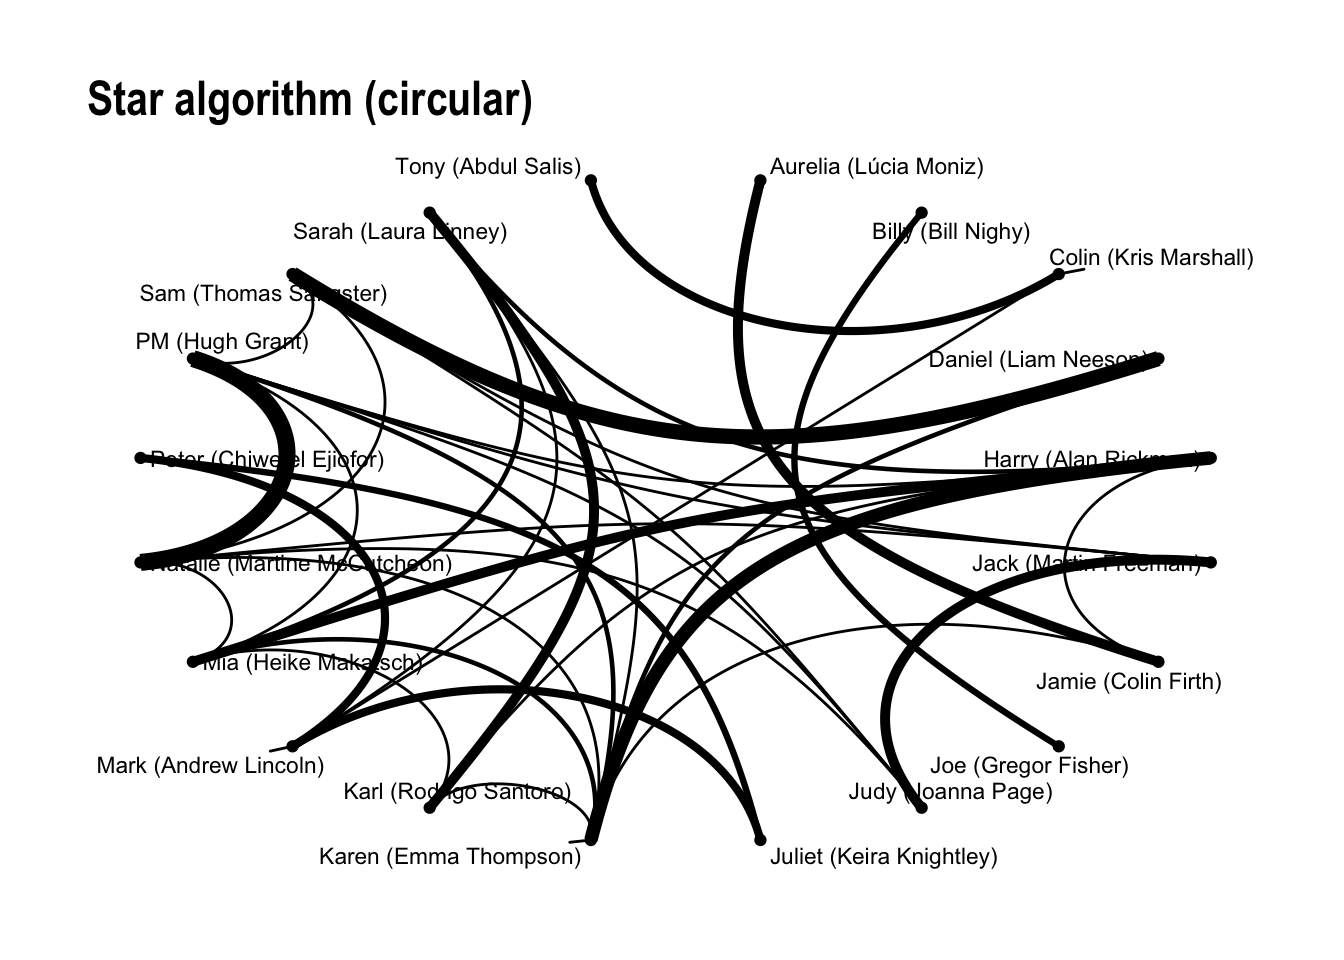 Star algorithm (circular)
Tony (Abdul Salis)
Aurelia (Lúcia Moniz)
Sarah (Laura Linney)
Billy (Bill Nighy)
Colin (Kris Marshall)
Sam (Thomas Sangster)
PM (Hugh Grant)
Daniel (Liam Neeson)
Peter (Chiwetel Ejiofor)
Harry (Alan Rickman)
Natalie (Martine McCutcheon)
Jack (Martin Freeman)
Mia (Heike Makatsch)
Jamie (Colin Firth)
Mark (Andrew Lincoln)
Joe (Gregor Fisher)
Karl (Rodrigo Santoro)
Judy (Joanna Page)
Karen (Emma Thompson)
Juliet (Keira Knightley)